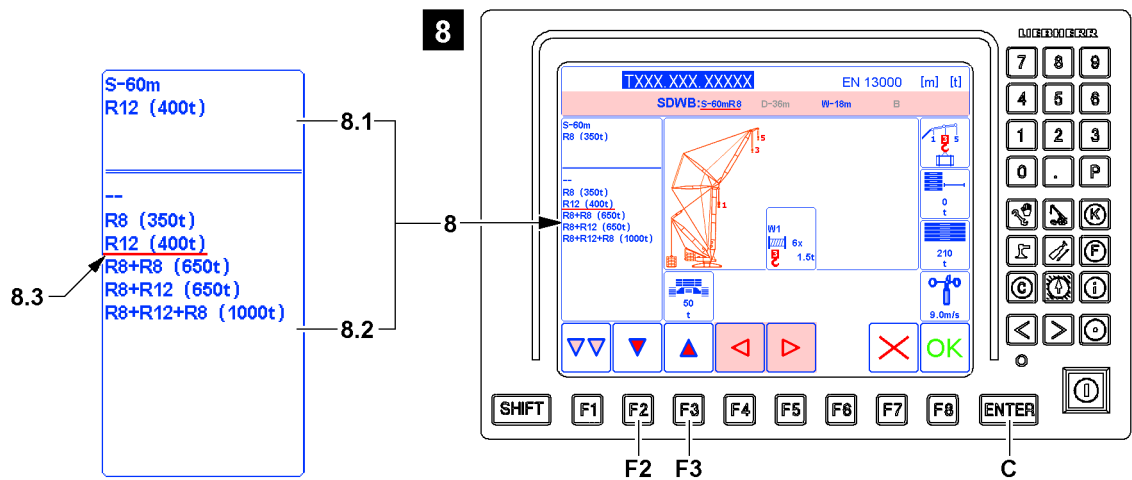 8
S-60m
R12 (400t)
8.1
--
R8 (350t)
R12 (400t)
R8+R8 (650t)
R8+R12 (650t)
R8+R12+R8 (1000t)
8.2
8.3
8
LIEBHERR
TXXX. XXX. XXXXX EN 13000 [m] [t]
SDWB:S-60mR8 D-36m W-18m B
S-60m
R8 (350t)
--
R8 (350t)
R12 (400t)
R8+R8 (650t)
R8+R12 (650t)
R8+R12+R8 (1000t)
5
3
1
W1
6x
3
1.5t
1 3 5
0
t
210
t
50
t
9.0m/s
OK
7 8 9
4 5 6
1 2 3
0 . P
K
F
C i
< >
SHIFT F1 F2 F3 F4 F5 F6 F7 F8 ENTER
F2 F3 C